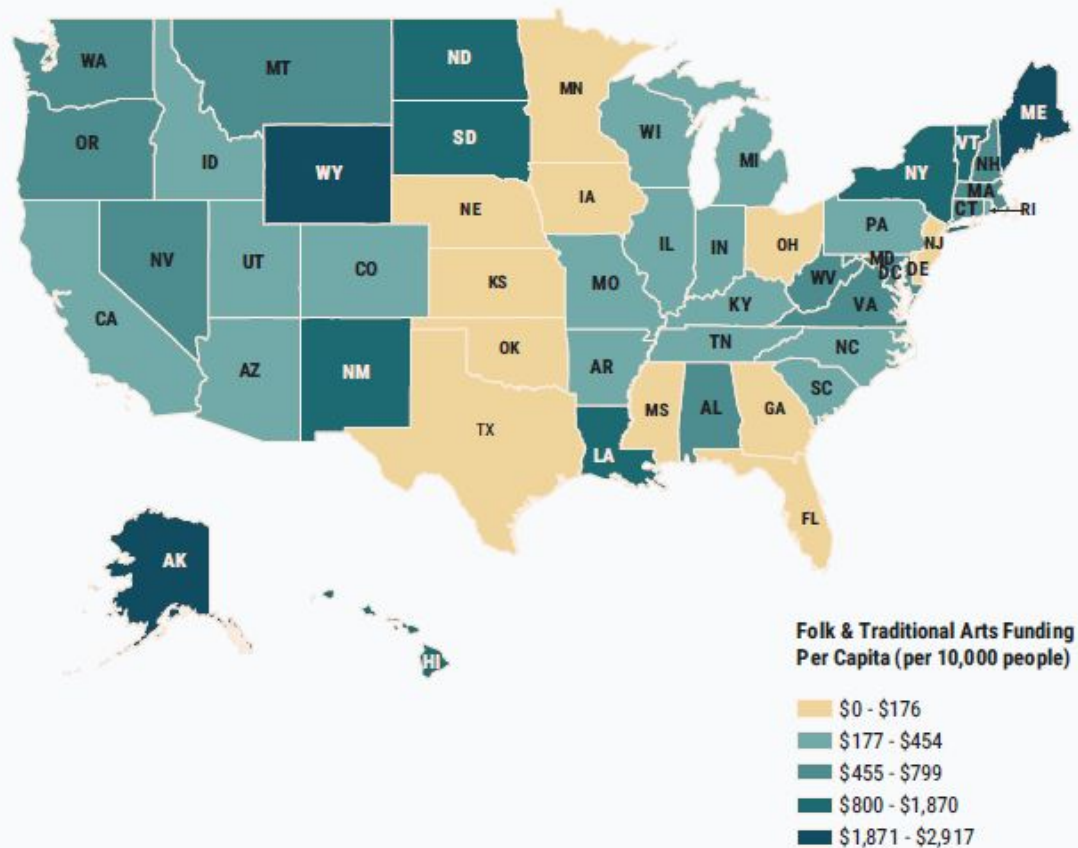 WA
MT
ND
MN
OR
ID
WY
SD
WI
MI
ME
VT
NH
NY
MA
CT
RI
NV
UT
CO
NE
IA
IL
IN
OH
PA
NJ
MD
DE
DC
CA
KS
MO
WV
VA
KY
AZ
NM
OK
AR
TN
NC
SC
TX
LA
MS
AL
GA
FL
AK
HI
Folk & Traditional Arts Funding
Per Capita (per 10,000 people)
$0 - $176
$177 - $454
$455 - $799
$800 - $1,870
$1,871 - $2,917